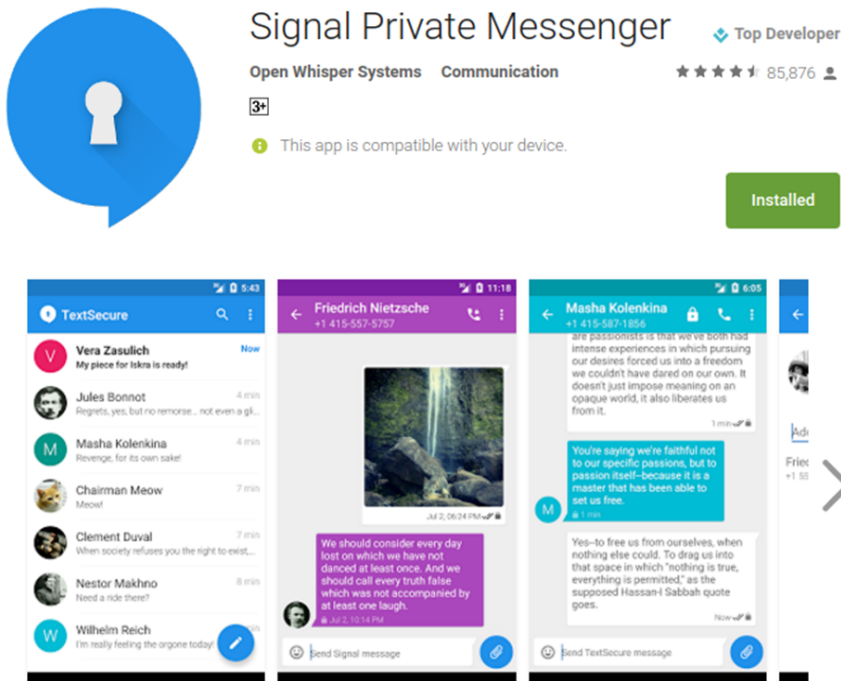 Signal Private Messenger
Top Developer
Open Whisper Systems Communication
85,876
3+
This app is compatible with your device.
Installed
5:43
TextSecure
V
Vera Zasulich
Now
My piece for Iskra is ready!
Jules Bonnot
4 min
Regrets, yes, but no remorse... not even a gli...
M
Masha Kolenkina
4 min
Revenge, for its own sake!
Chairman Meow
7 min
Meow!
Clement Duval
7 min
When society refuses you the right to exist,...
Nestor Makhno
8 min
Need a ride there?
W
Wilhelm Reich
I'm really feeling the orgone today!
11:18
Friedrich Nietzsche
+1 415-557-5757
Jul 2, 06:24 PM
We should consider every day
lost on which we have not
danced at least once. And we
should call every truth false
which was not accompanied by
at least one laugh.
Jul 2, 10:14 PM
Send Signal message
6:05
Masha Kolenkina
+1 415-587-1856
are passionists is that we've both had
intense experiences in which pursuing
our desires forced us into a freedom
we couldn't have dared on our own. It
doesn't just impose meaning on an
opaque world, it also liberates us
from it.
1 min
You're saying we're faithful not
to our specific passions, but to
passion itself—because it is a
master that has been able to
set us free.
M
1 min
Yes—to free us from ourselves, when
nothing else could. To drag us into
that space in which "nothing is true,
everything is permitted," as the
supposed Hassan-I Sabbah quote
goes.
Now
Send TextSecure message